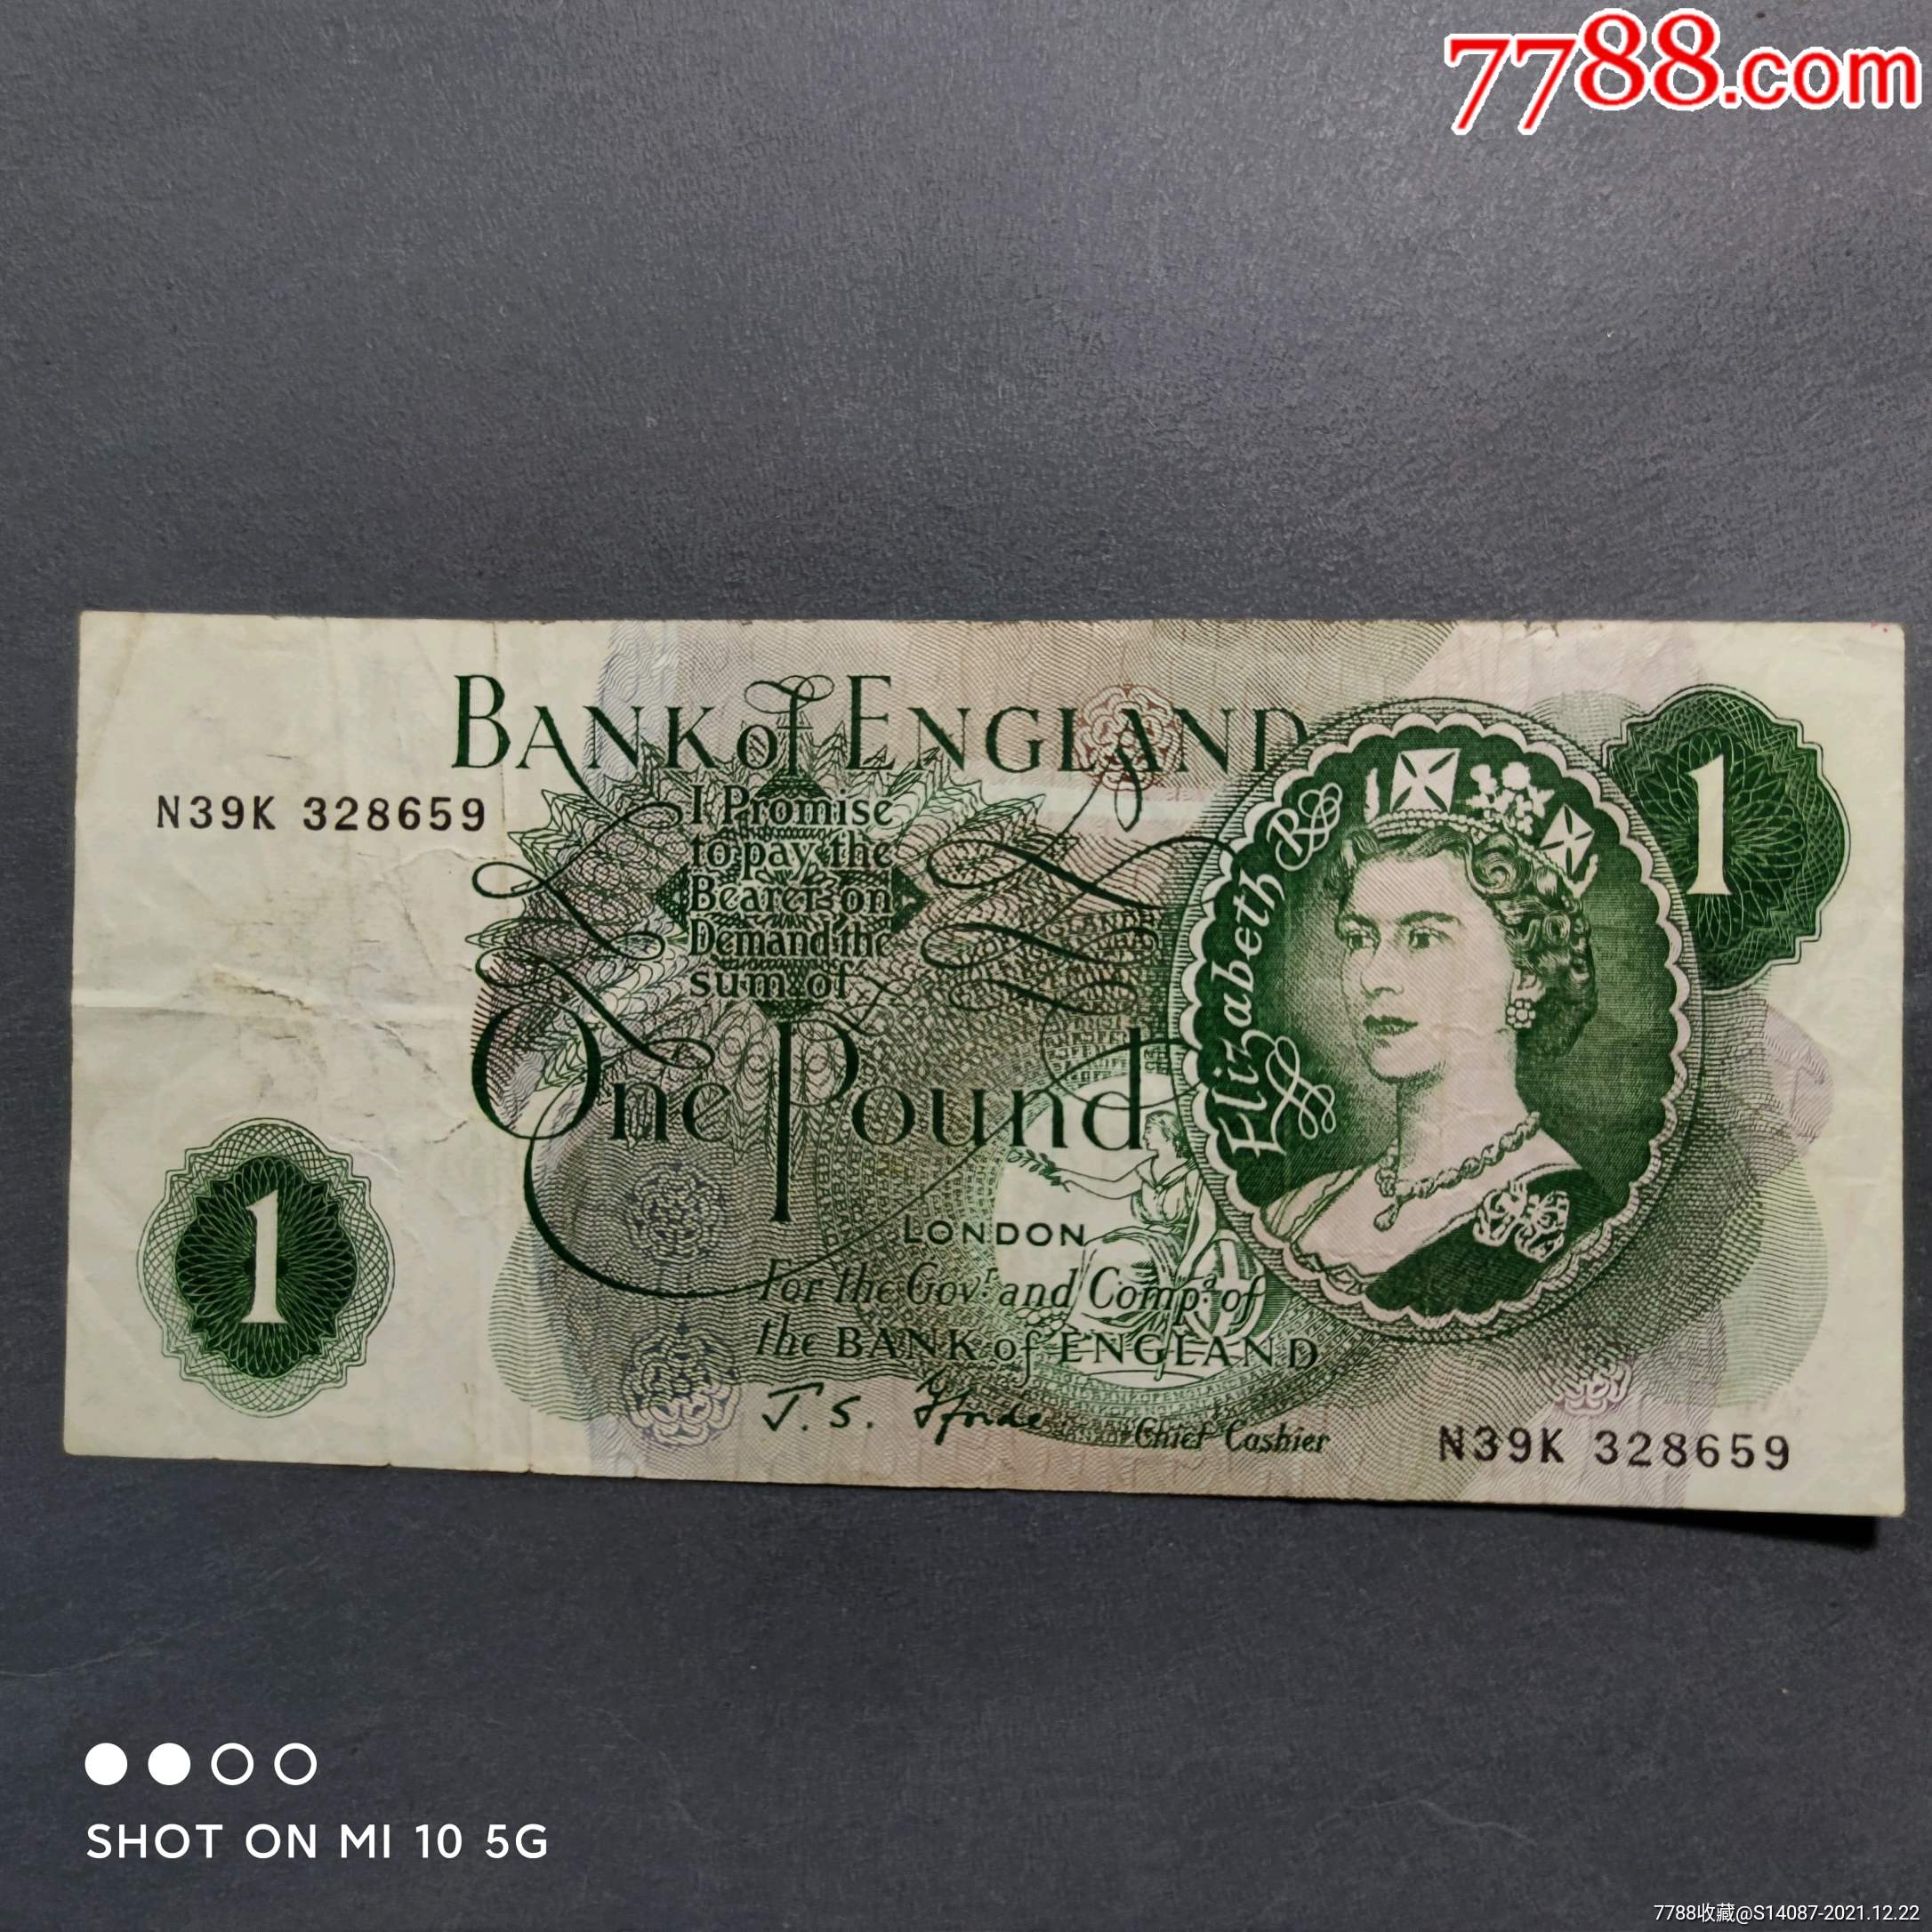 7788.com
BANK of ENGLAND
N39K 328659
I Promise
to pay the
Bearer on
Demand the
sum of
One Pound
LONDON
For the Govr. and Compa. of
the BANK of ENGLAND
J. S. Fforde
Chief Cashier
Elizabeth R
1
1
N39K 328659
SHOT ON MI 10 5G
7788收藏@S14087-2021.12.22